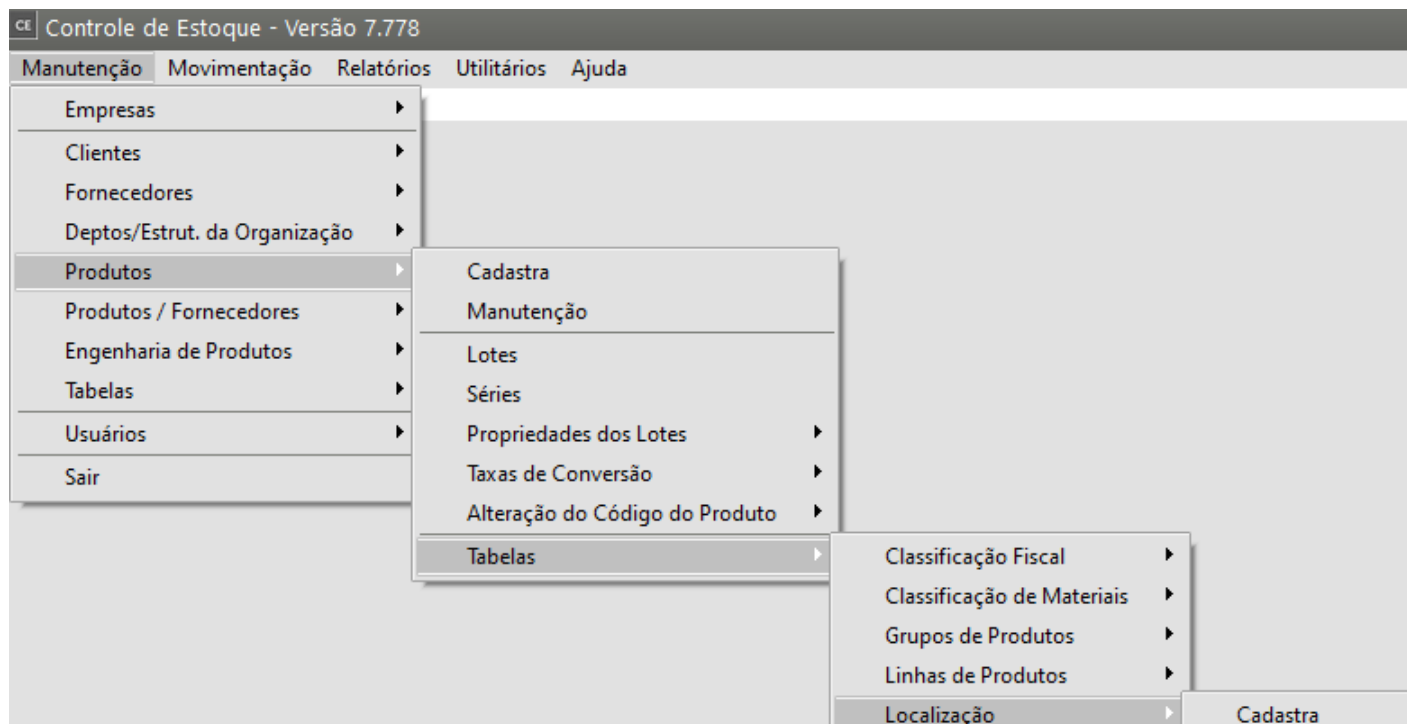 CE Controle de Estoque - Versão 7.778
Manutenção Movimentação Relatórios Utilitários Ajuda
Empresas
Clientes
Fornecedores
Deptos/Estrut. da Organização
Produtos
Produtos / Fornecedores
Engenharia de Produtos
Tabelas
Usuários
Sair
Cadastra
Manutenção
Lotes
Séries
Propriedades dos Lotes
Taxas de Conversão
Alteração do Código do Produto
Tabelas
Classificação Fiscal
Classificação de Materiais
Grupos de Produtos
Linhas de Produtos
Localização
Cadastra